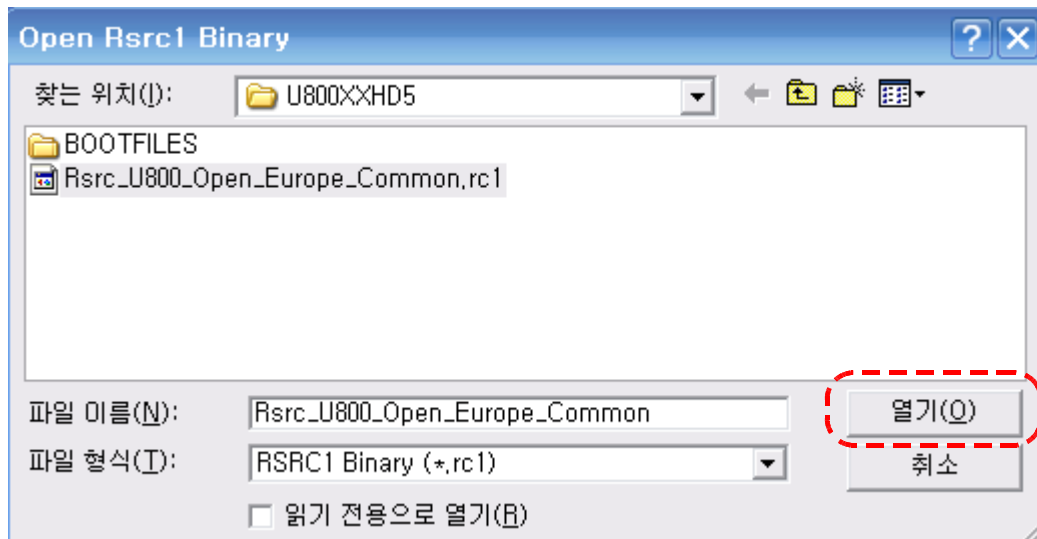 Open Rsrc1 Binary
찾는 위치(I): U800XXHD5
BOOTFILES
Rsrc_U800_Open_Europe_Common,rc1
파일 이름(N): Rsrc_U800_Open_Europe_Common 열기(O)
파일 형식(T): RSRC1 Binary (*,rc1) 취소
읽기 전용으로 열기(R)